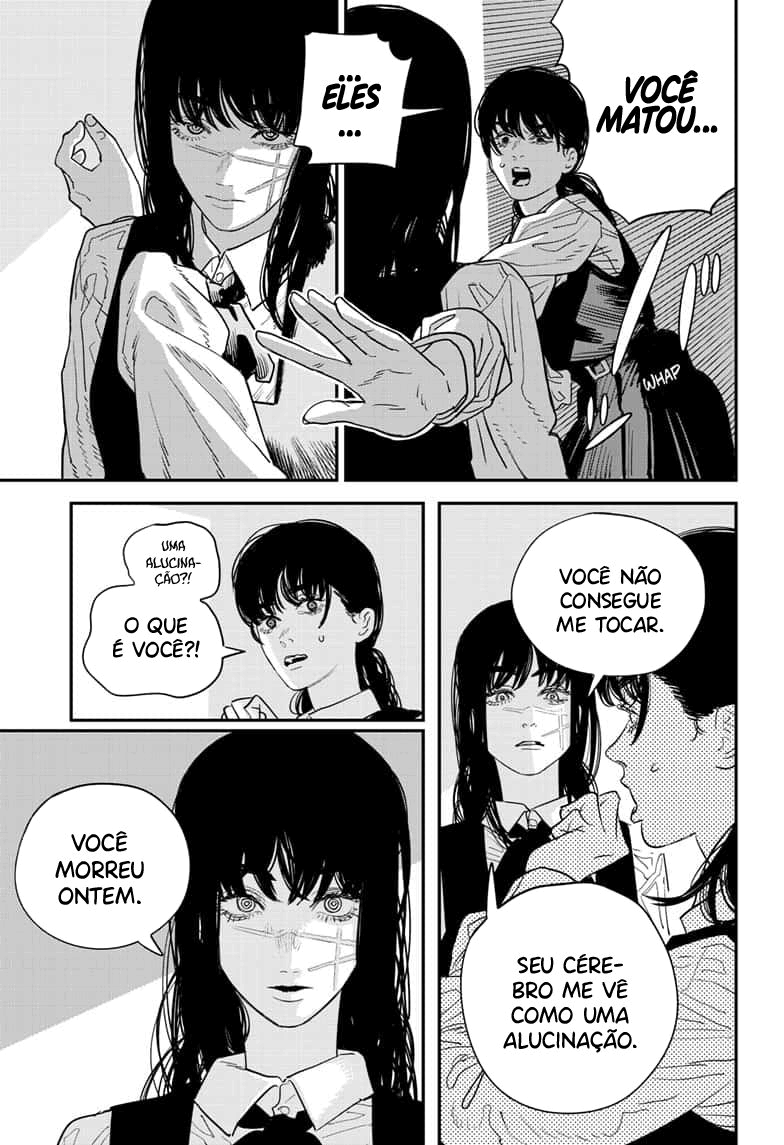 VOCÊ
MATOU...
...
ELES
...
WHAP
VOCÊ NÃO
CONSEGUE
ME TOCAR.
SEU CÉRE-
BRO ME VÊ
COMO UMA
ALUCINAÇÃO.
UMA
ALUCINA-
ÇÃO?!
O QUE
É VOCÊ?!
VOCÊ
MORREU
ONTEM.